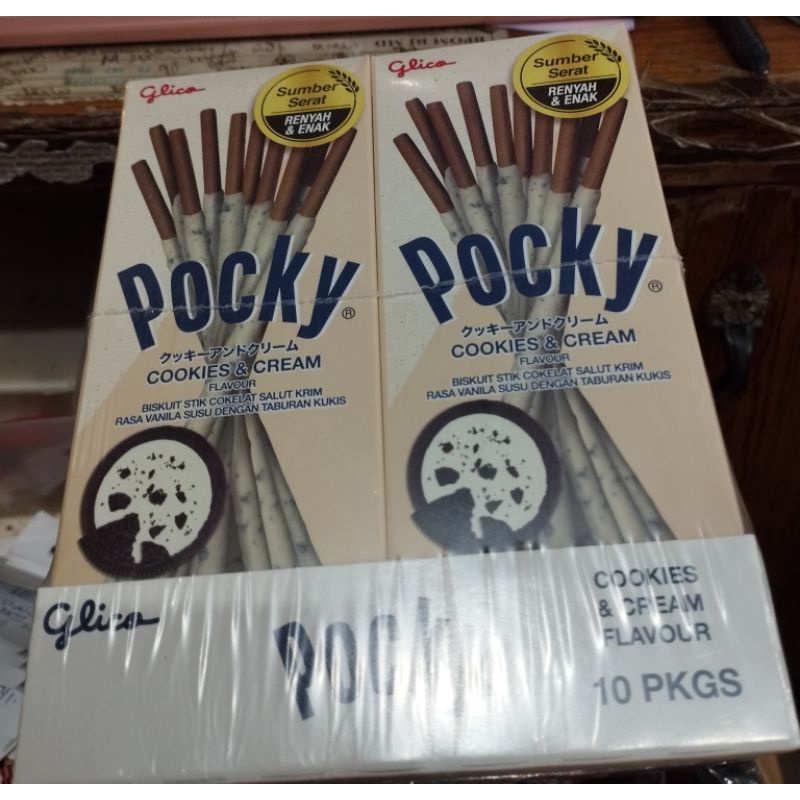 Glico
Sumber
Serat
RENYAH
& ENAK
Pocky®
クッキーアンドクリーム
COOKIES & CREAM
FLAVOUR
BISKUIT STIK COKELAT SALUT KRIM
RASA VANILA SUSU DENGAN TABURAN KUKIS
Glico
Sumber
Serat
RENYAH
& ENAK
Pocky®
クッキーアンドクリーム
COOKIES & CREAM
FLAVOUR
BISKUIT STIK COKELAT SALUT KRIM
RASA VANILA SUSU DENGAN TABURAN KUKIS
Glico
Pocky
COOKIES
& CREAM
FLAVOUR
10 PKGS